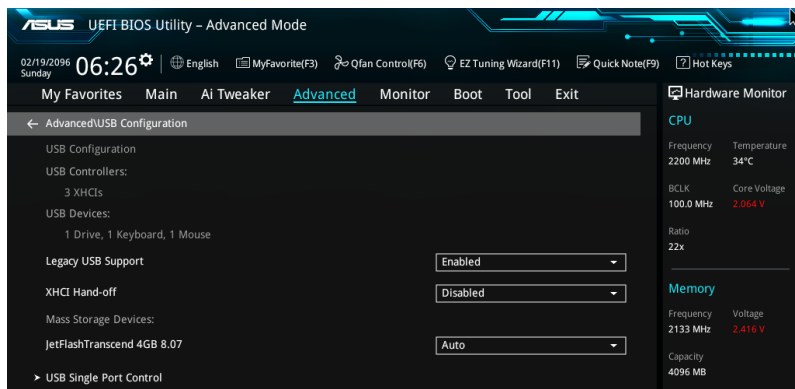 ASUS UEFI BIOS Utility – Advanced Mode
02/19/2096 Sunday 06:26 English MyFavorite(F3) Qfan Control(F6) EZ Tuning Wizard(F11) Quick Note(F9) ? Hot Keys
My Favorites Main Ai Tweaker Advanced Monitor Boot Tool Exit
← Advanced\USB Configuration
USB Configuration
USB Controllers:
3 XHCIs
USB Devices:
1 Drive, 1 Keyboard, 1 Mouse
Legacy USB Support Enabled
XHCI Hand-off Disabled
Mass Storage Devices:
JetFlashTranscend 4GB 8.07 Auto
➤ USB Single Port Control
Hardware Monitor
CPU
Frequency Temperature
2200 MHz 34°C
BCLK Core Voltage
100.0 MHz 2.064 V
Ratio
22x
Memory
Frequency Voltage
2133 MHz 2.416 V
Capacity
4096 MB